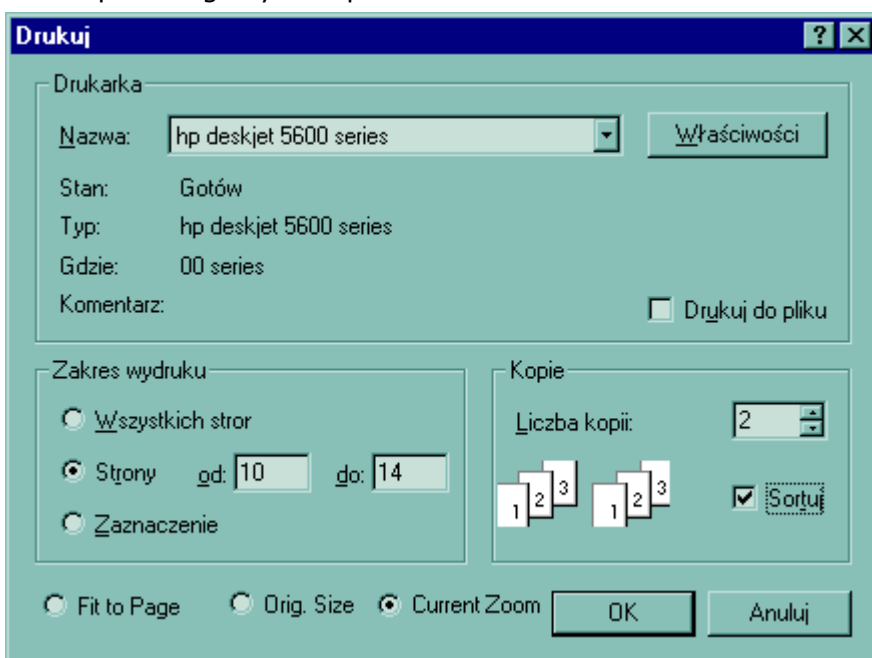 Drukuj
Drukarka
Nazwa: hp deskjet 5600 series Właściwości
Stan: Gotów
Typ: hp deskjet 5600 series
Gdzie: 00 series
Komentarz: Drukuj do pliku
Zakres wydruku
Wszystkich stror
Strony od: 10 do: 14
Zaznaczenie
Kopie
Liczba kopii: 2
1 2 3 1 2 3 Sortuj
Fit to Page Orig. Size Current Zoom OK Anuluj